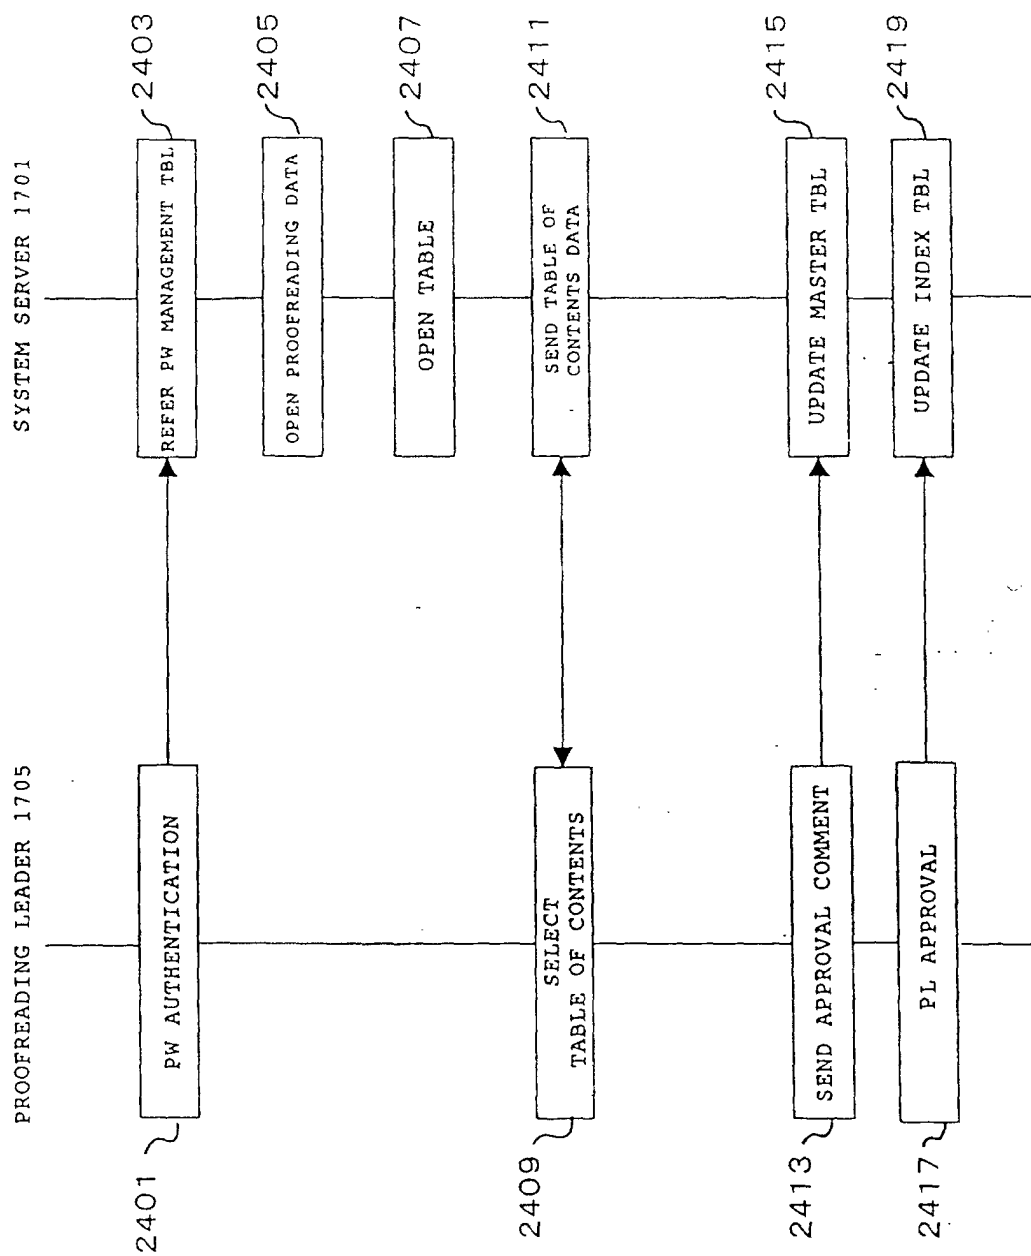 PROOFREADING LEADER 1705
SYSTEM SERVER 1701
2401
PW AUTHENTICATION
REFER PW MANAGEMENT TBL
2403
OPEN PROOFREADING DATA
2405
OPEN TABLE
2407
2409
SELECT
TABLE OF CONTENTS
SEND TABLE OF
CONTENTS DATA
2411
2413
SEND APPROVAL COMMENT
UPDATE MASTER TBL
2415
2417
PL APPROVAL
UPDATE INDEX TBL
2419